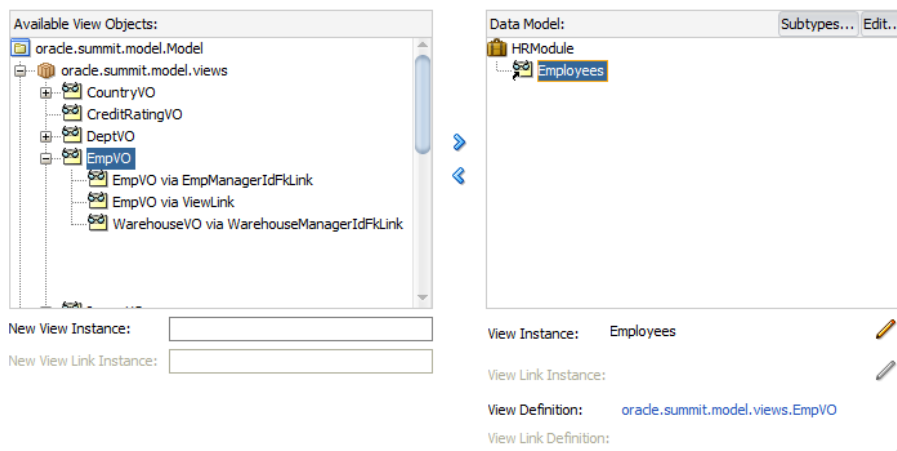 Available View Objects:
oracle.summit.model.Model
oracle.summit.model.views
CountryVO
CreditRatingVO
DeptVO
EmpVO
EmpVO via EmpManagerIdFkLink
EmpVO via ViewLink
WarehouseVO via WarehouseManagerIdFkLink
New View Instance:
New View Link Instance:
Data Model: Subtypes... Edit..
HRModule
Employees
View Instance: Employees
View Link Instance:
View Definition: oracle.summit.model.views.EmpVO
View Link Definition: